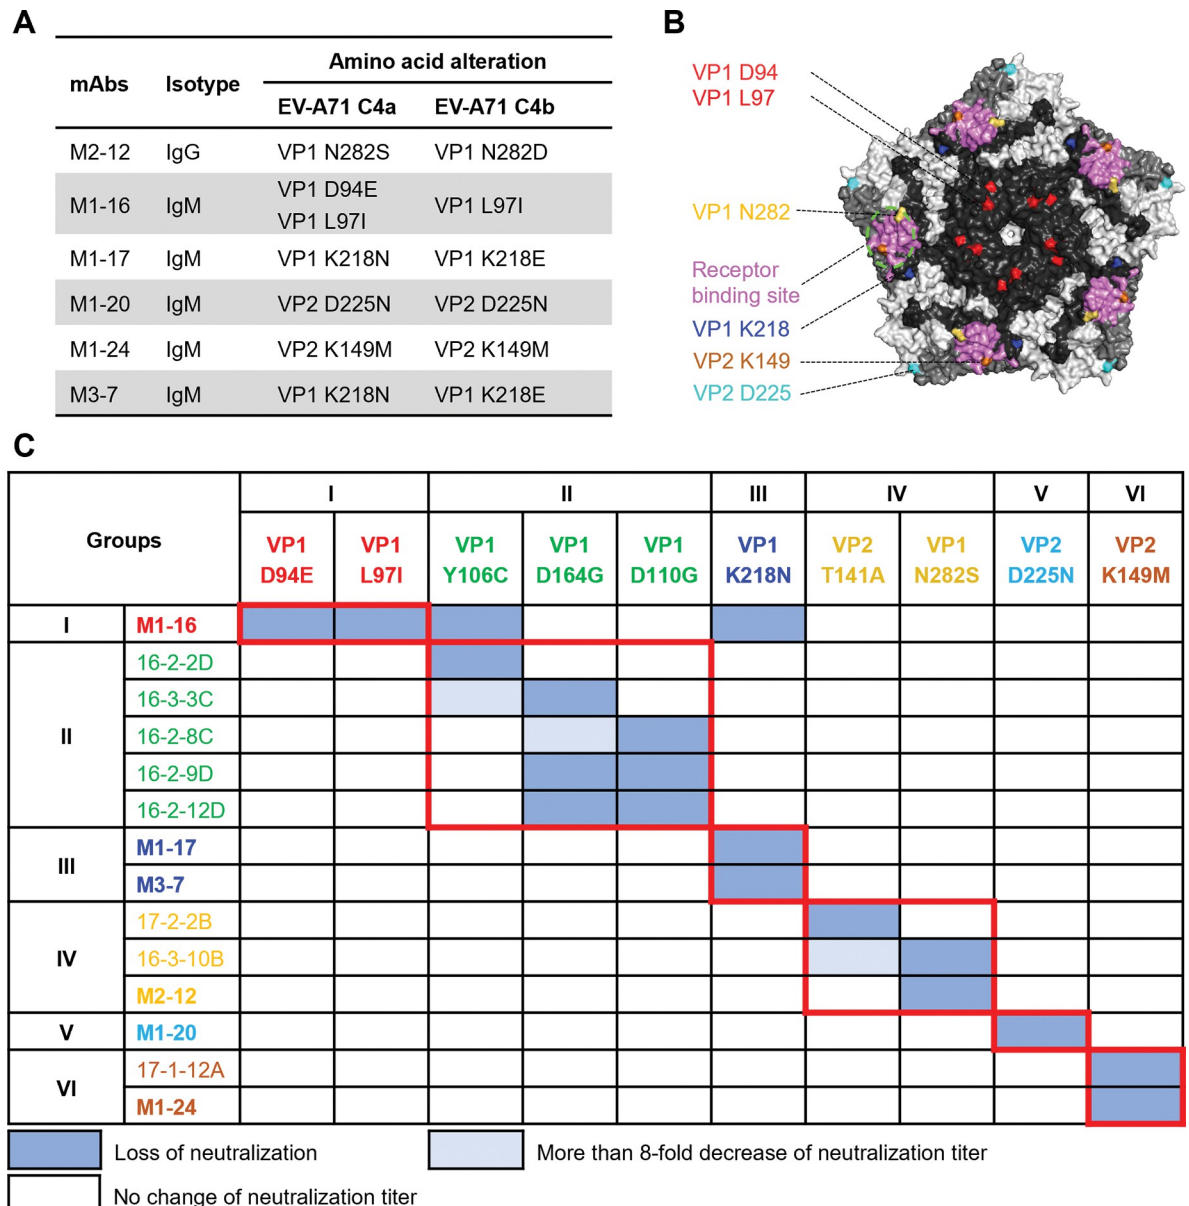 A
mAbs Isotype Amino acid alteration
EV-A71 C4a EV-A71 C4b
M2-12 IgG VP1 N282S VP1 N282D
M1-16 IgM VP1 D94E VP1 L97I
VP1 L97I
M1-17 IgM VP1 K218N VP1 K218E
M1-20 IgM VP2 D225N VP2 D225N
M1-24 IgM VP2 K149M VP2 K149M
M3-7 IgM VP1 K218N VP1 K218E
B
VP1 D94
VP1 L97
VP1 N282
Receptor
binding site
VP1 K218
VP2 K149
VP2 D225
C
Groups I II III IV V VI
VP1 VP1 VP1 VP1 VP1 VP1 VP2 VP1 VP2 VP2
D94E L97I Y106C D164G D110G K218N T141A N282S D225N K149M
I M1-16
II 16-2-2D
16-3-3C
16-2-8C
16-2-9D
16-2-12D
III M1-17
M3-7
IV 17-2-2B
16-3-10B
M2-12
V M1-20
VI 17-1-12A
M1-24
Loss of neutralization
More than 8-fold decrease of neutralization titer
No change of neutralization titer